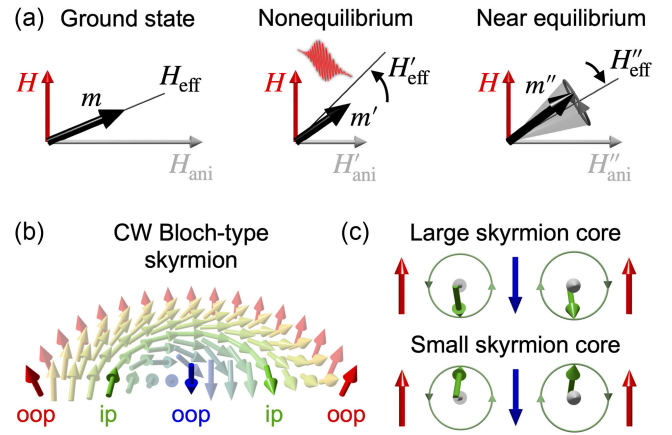 (a) Ground state Nonequilibrium Near equilibrium
H m H_eff H_ani
m′ H′_eff H′_ani
H m″ H″_eff H″_ani
(b) CW Bloch-type
skyrmion
oop ip oop ip oop
(c) Large skyrmion core
Small skyrmion core